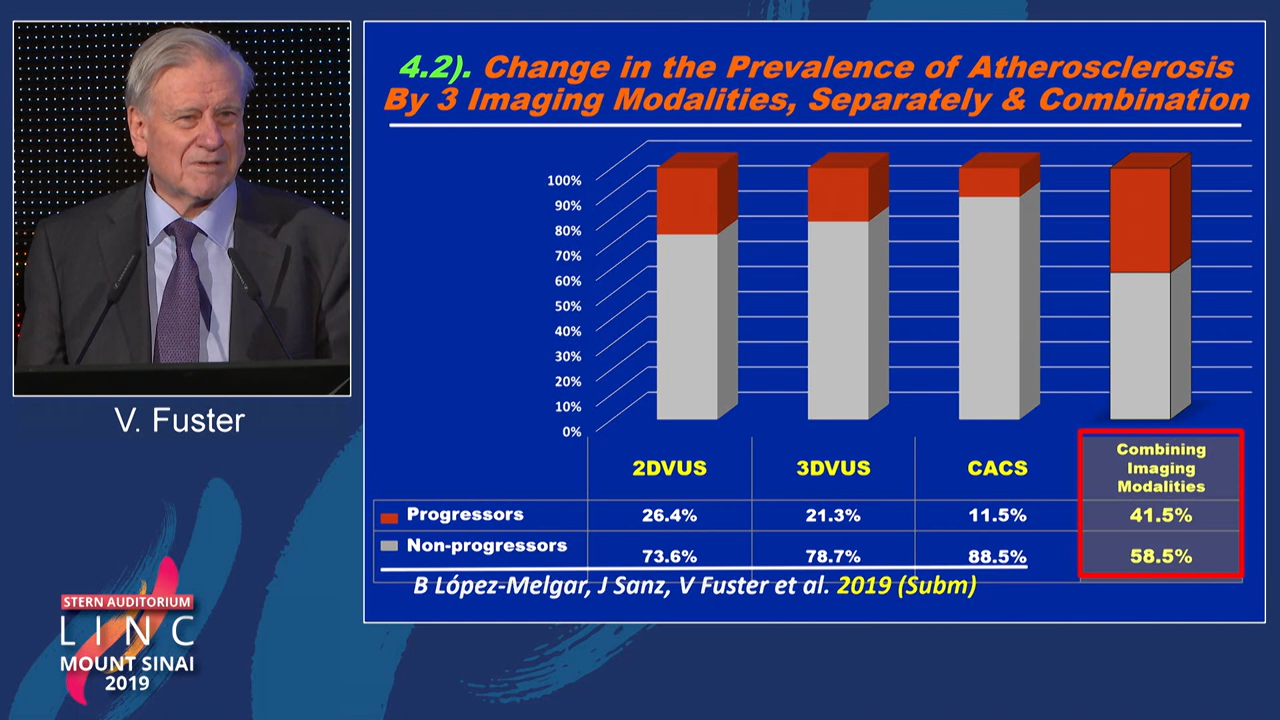 4.2). Change in the Prevalence of Atherosclerosis
By 3 Imaging Modalities, Separately & Combination
100%
90%
80%
70%
60%
50%
40%
30%
20%
10%
0%
2DVUS 3DVUS CACS Combining
Imaging
Modalities
Progressors 26.4% 21.3% 11.5% 41.5%
Non-progressors 73.6% 78.7% 88.5% 58.5%
B López-Melgar, J Sanz, V Fuster et al. 2019 (Subm)
V. Fuster
STERN AUDITORIUM
LINC
MOUNT SINAI
2019